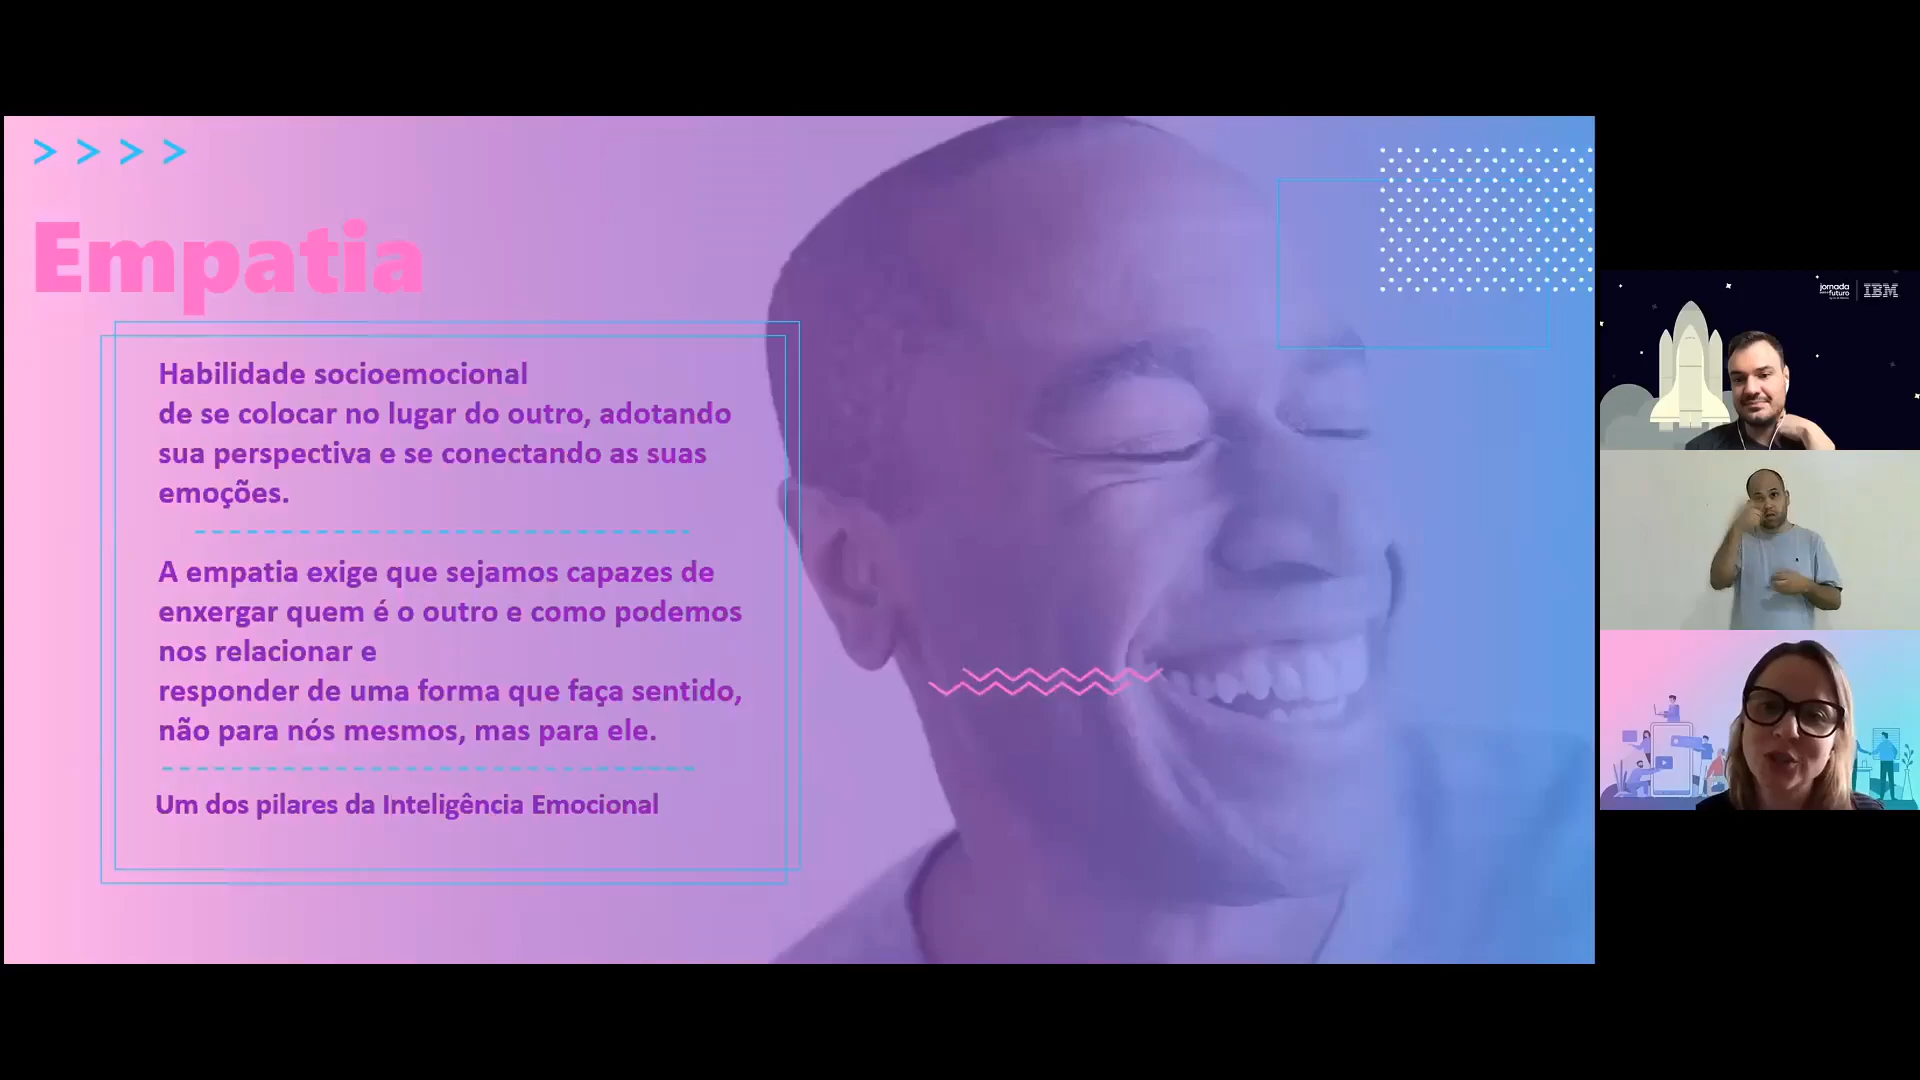 > > > >
Empatia
Habilidade socioemocional
de se colocar no lugar do outro, adotando
sua perspectiva e se conectando as suas
emoções.
A empatia exige que sejamos capazes de
enxergar quem é o outro e como podemos
nos relacionar e
responder de uma forma que faça sentido,
não para nós mesmos, mas para ele.
Um dos pilares da Inteligência Emocional
jornada
futuro
IBM